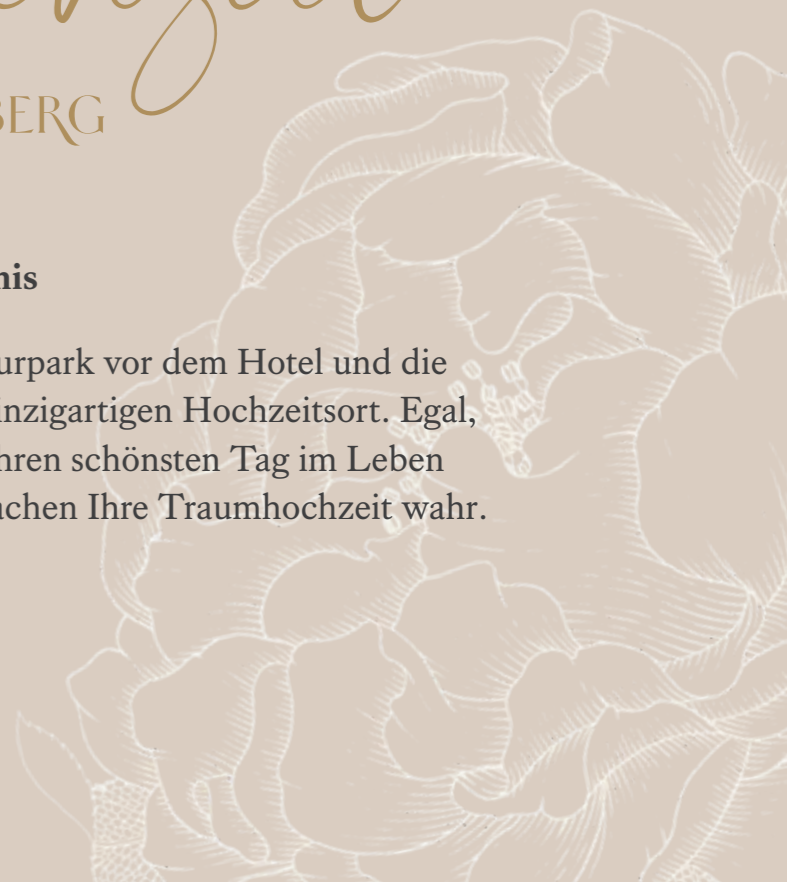 BERG
nis
urpark vor dem Hotel und die
inzigartigen Hochzeitsort. Egal,
hren schönsten Tag im Leben
chen Ihre Traumhochzeit wahr.